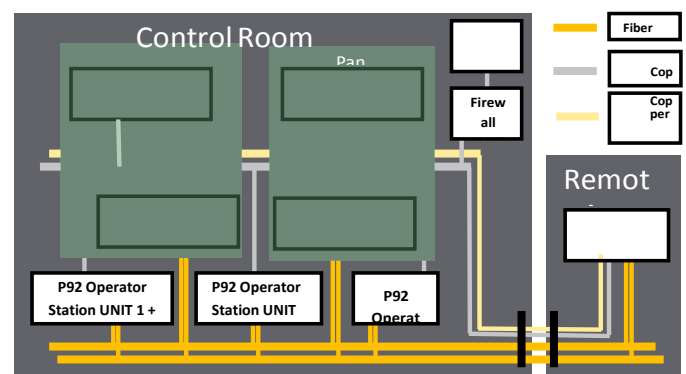 Control Room
Pan
Firew
all
Fiber
Cop
Cop
per
Remot
P92 Operator
Station UNIT 1 +
P92 Operator
Station UNIT
P92
Operat